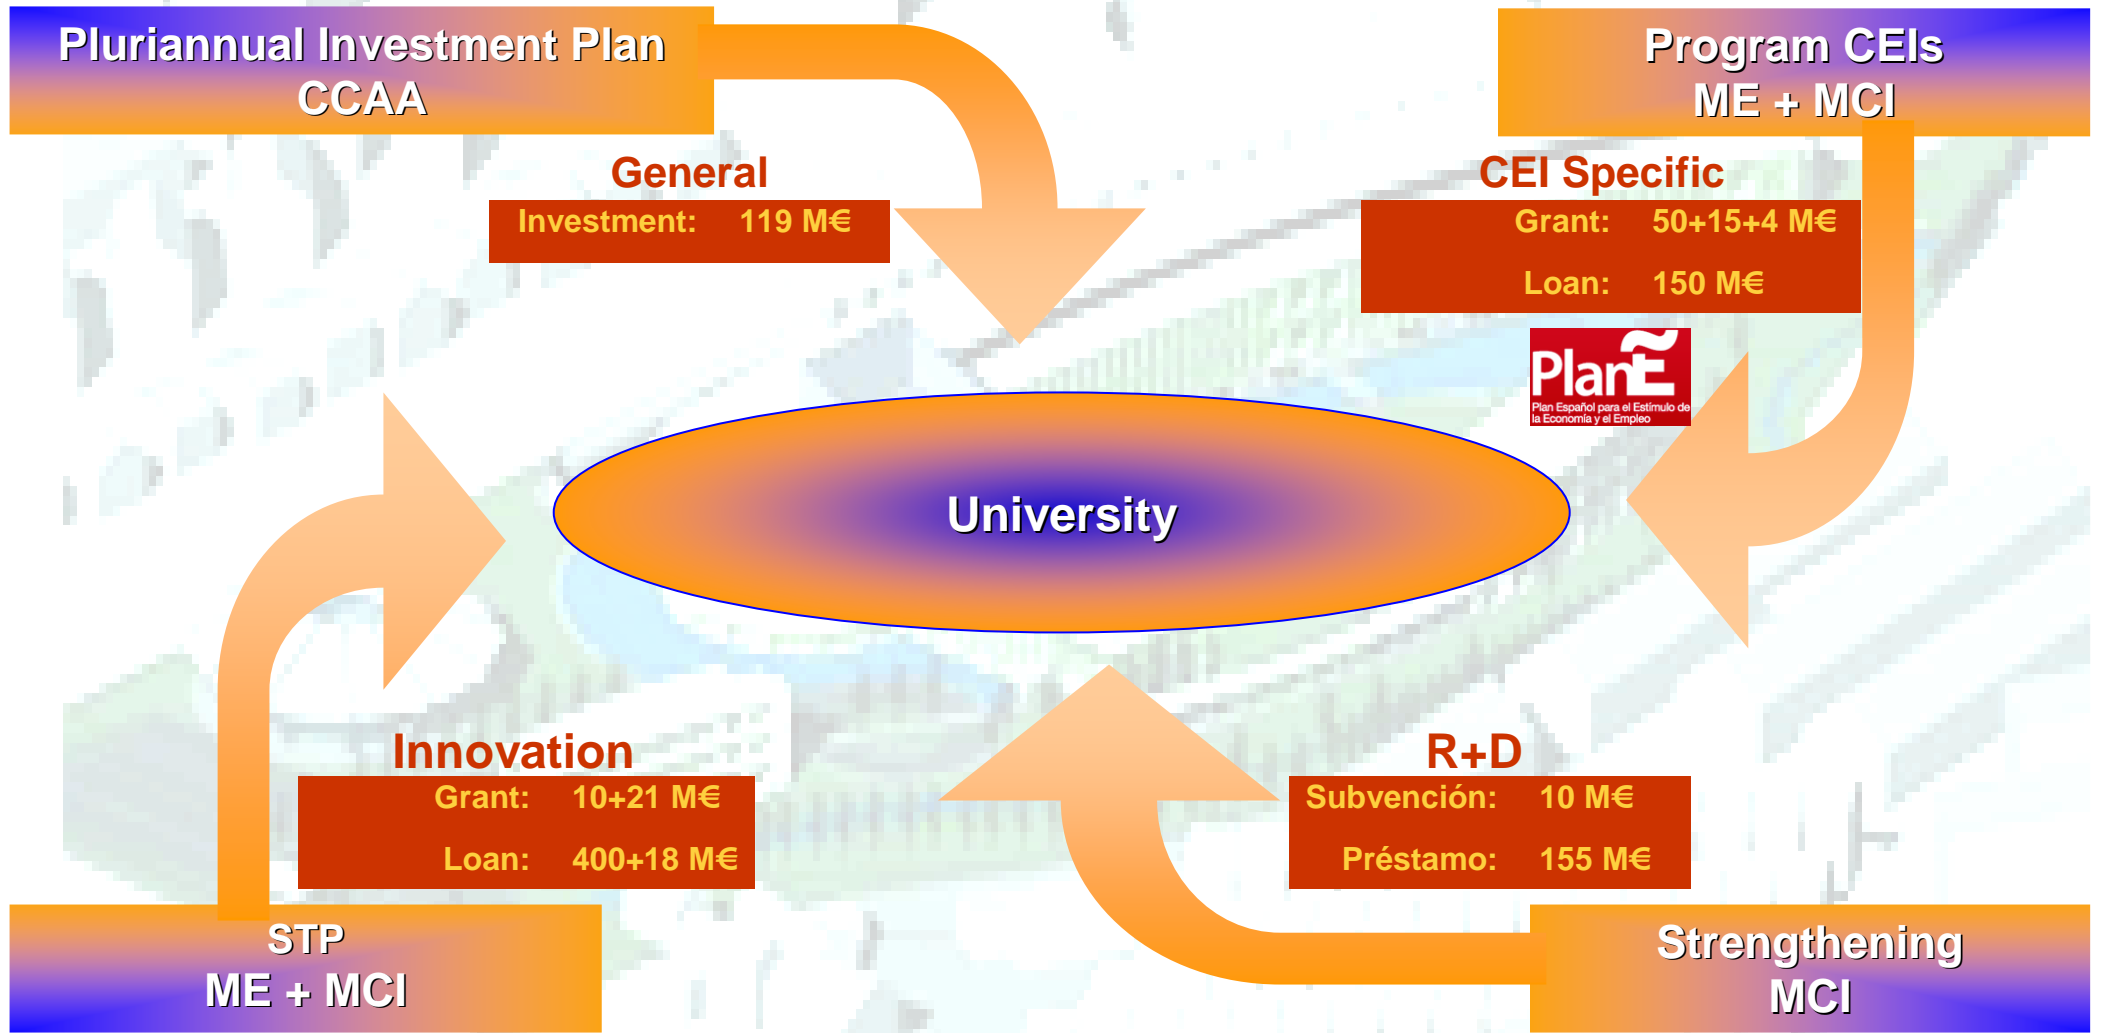 Pluriannual Investment Plan
CCAA
Program CEIs
ME + MCI
General
Investment: 119 M€
CEI Specific
Grant: 50+15+4 M€
Loan: 150 M€
PlanE
Plan Español para el Estímulo de
la Economía y el Empleo
University
Innovation
Grant: 10+21 M€
Loan: 400+18 M€
R+D
Subvención: 10 M€
Préstamo: 155 M€
STP
ME + MCI
Strengthening
MCI